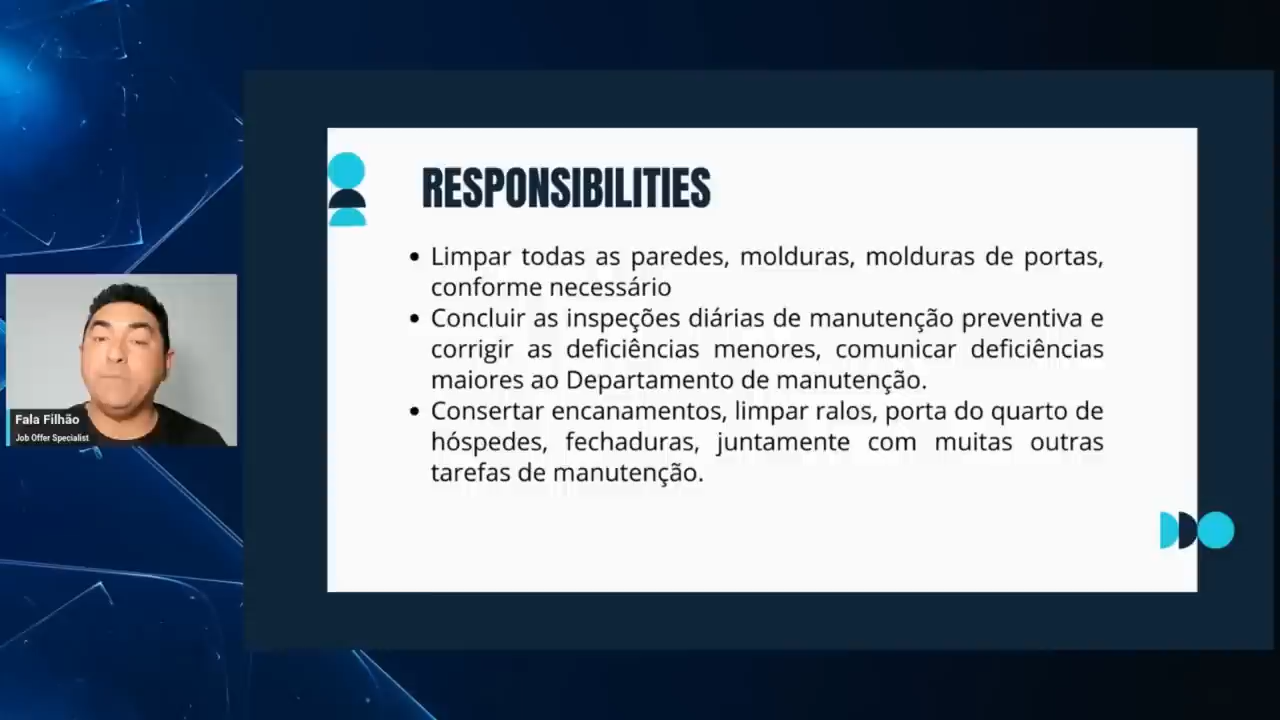 RESPONSIBILITIES
Limpar todas as paredes, molduras, molduras de portas,
conforme necessário
Concluir as inspeções diárias de manutenção preventiva e
corrigir as deficiências menores, comunicar deficiências
maiores ao Departamento de manutenção.
Consertar encanamentos, limpar ralos, porta do quarto de
hóspedes, fechaduras, juntamente com muitas outras
tarefas de manutenção.
Fala Filhão
Job Offer Specialist